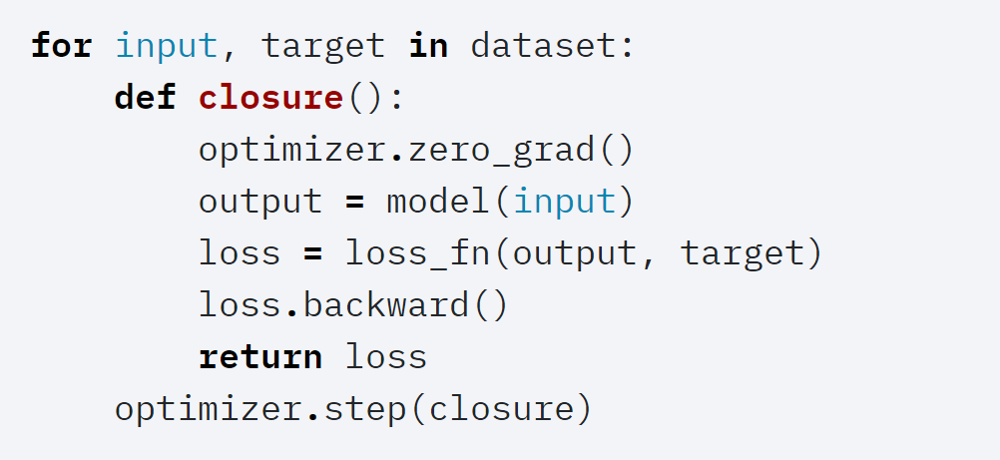 for input, target in dataset:
    def closure():
        optimizer.zero_grad()
        output = model(input)
        loss = loss_fn(output, target)
        loss.backward()
        return loss
    optimizer.step(closure)